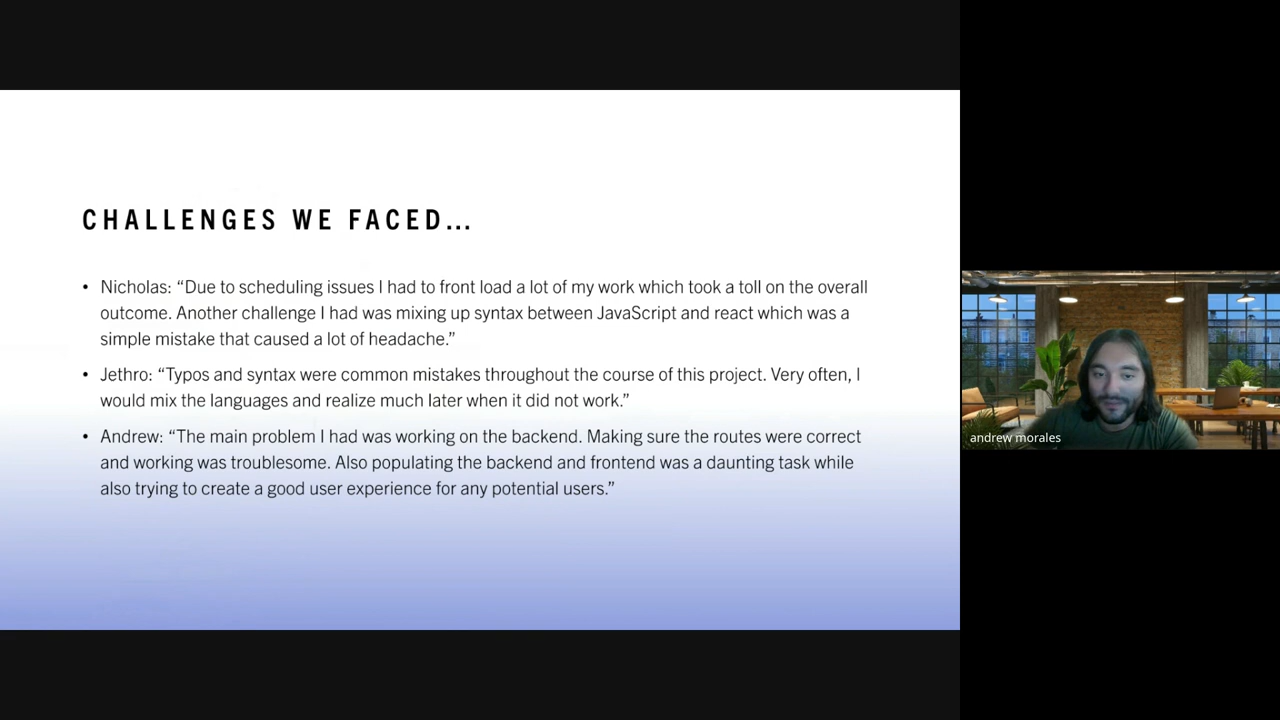 CHALLENGES WE FACED...
• Nicholas: “Due to scheduling issues I had to front load a lot of my work which took a toll on the overall
outcome. Another challenge I had was mixing up syntax between JavaScript and react which was a
simple mistake that caused a lot of headache.”
• Jethro: “Typos and syntax were common mistakes throughout the course of this project. Very often, I
would mix the languages and realize much later when it did not work.”
• Andrew: “The main problem I had was working on the backend. Making sure the routes were correct
and working was troublesome. Also populating the backend and frontend was a daunting task while
also trying to create a good user experience for any potential users.”
andrew morales